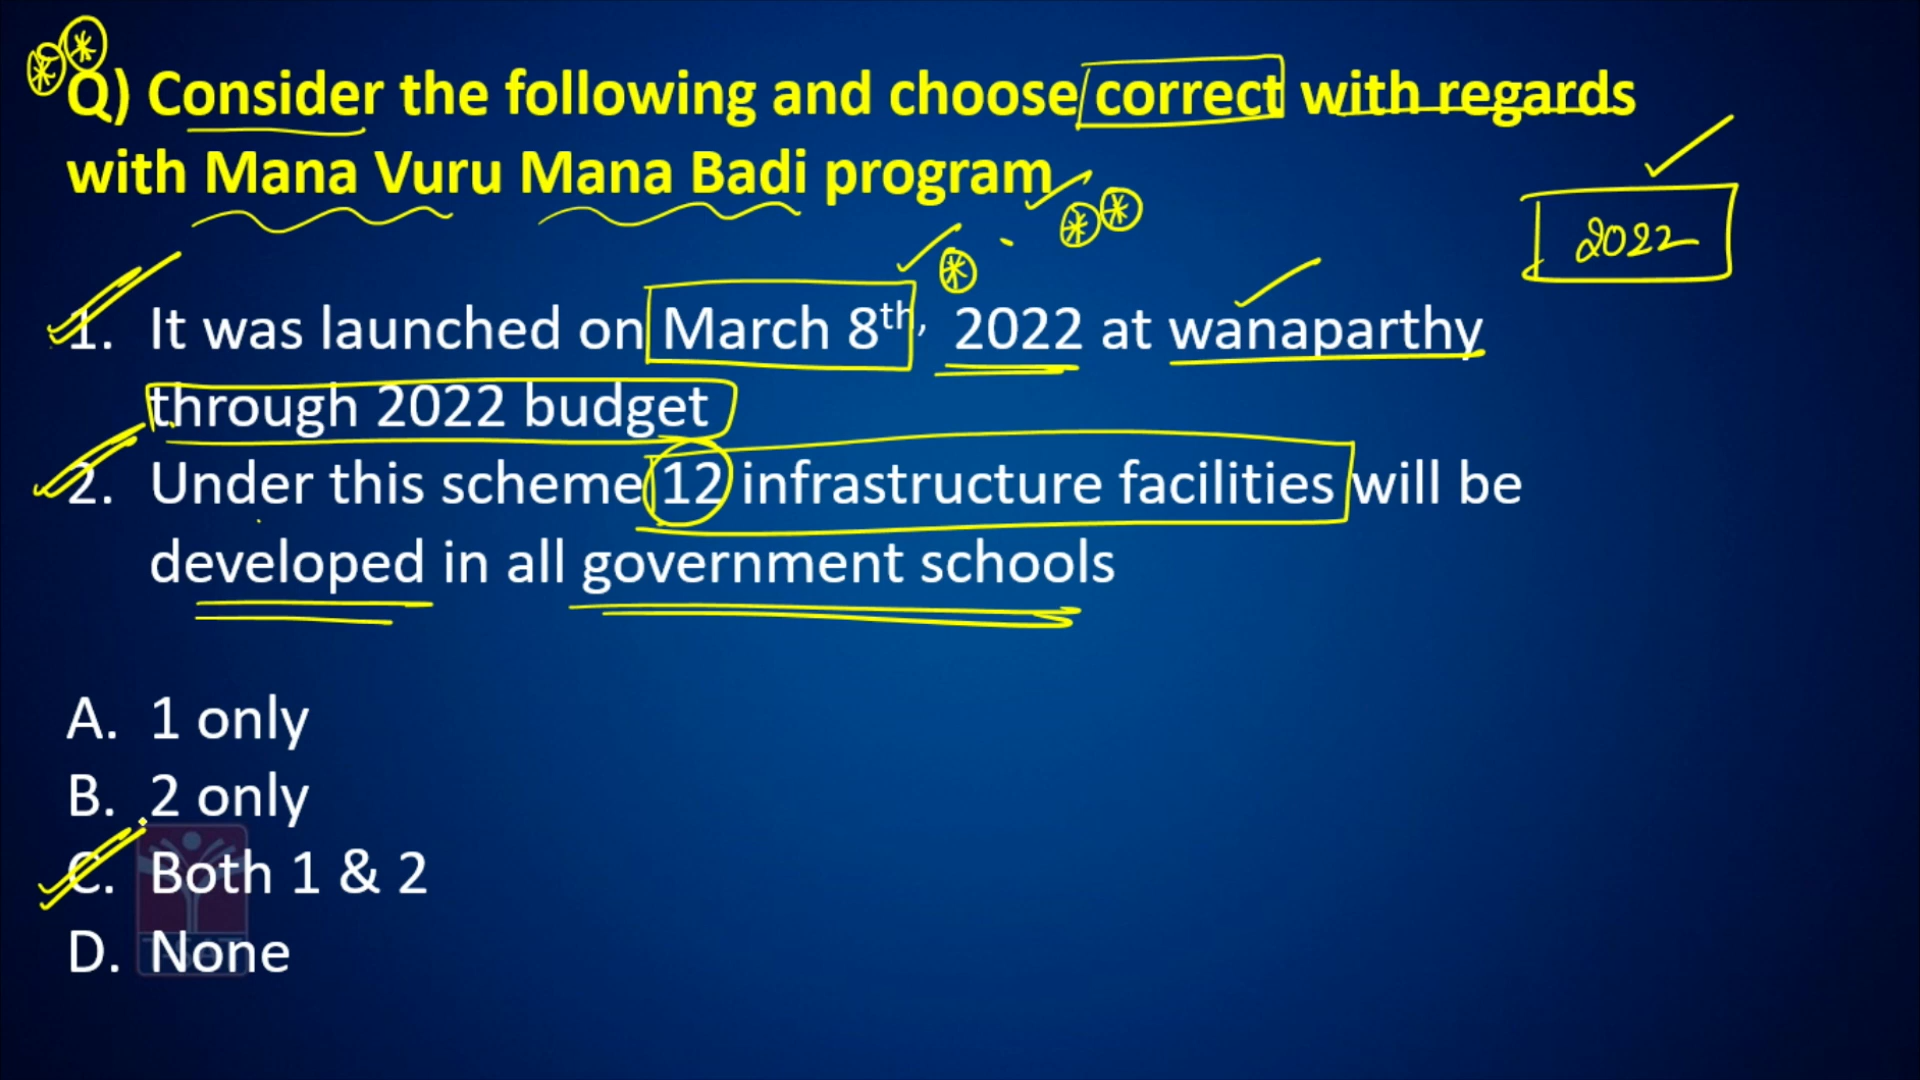 Q) Consider the following and choose correct with regards
with Mana Vuru Mana Badi program
2022
1. It was launched on March 8th, 2022 at wanaparthy
through 2022 budget
2. Under this scheme 12 infrastructure facilities will be
developed in all government schools
A. 1 only
B. 2 only
C. Both 1 & 2
D. None